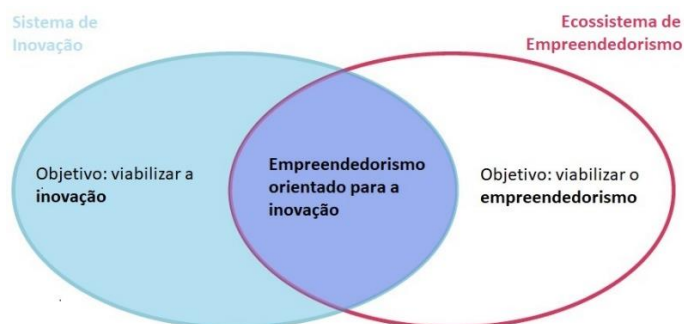 Sistema de
Inovação
Ecossistema de
Empreendedorismo
Objetivo: viabilizar a
inovação
Empreendedorismo
orientado para a
inovação
Objetivo: viabilizar o
empreendedorismo